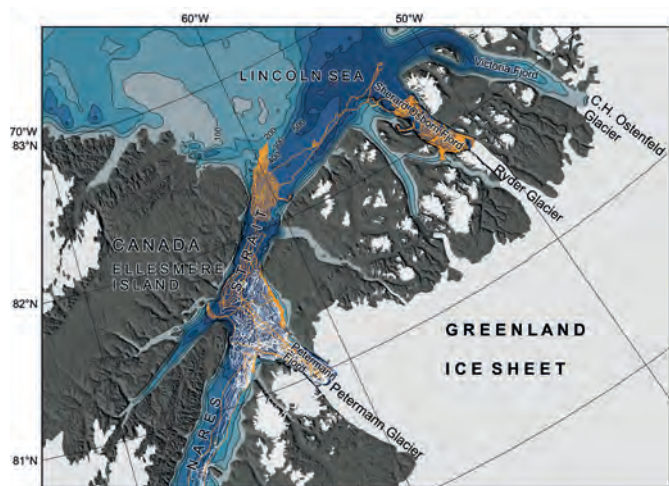 60°W
50°W
LINCOLN SEA
Victoria Fjord
Sherard Osborn Fjord
C.H. Ostenfeld
Glacier
70°W
83°N
Ryder Glacier
CANADA
ELLESMERE
ISLAND
STRAIT
82°N
GREENLAND
ICE SHEET
Petermann
Fjord
Petermann Glacier
NARES
81°N